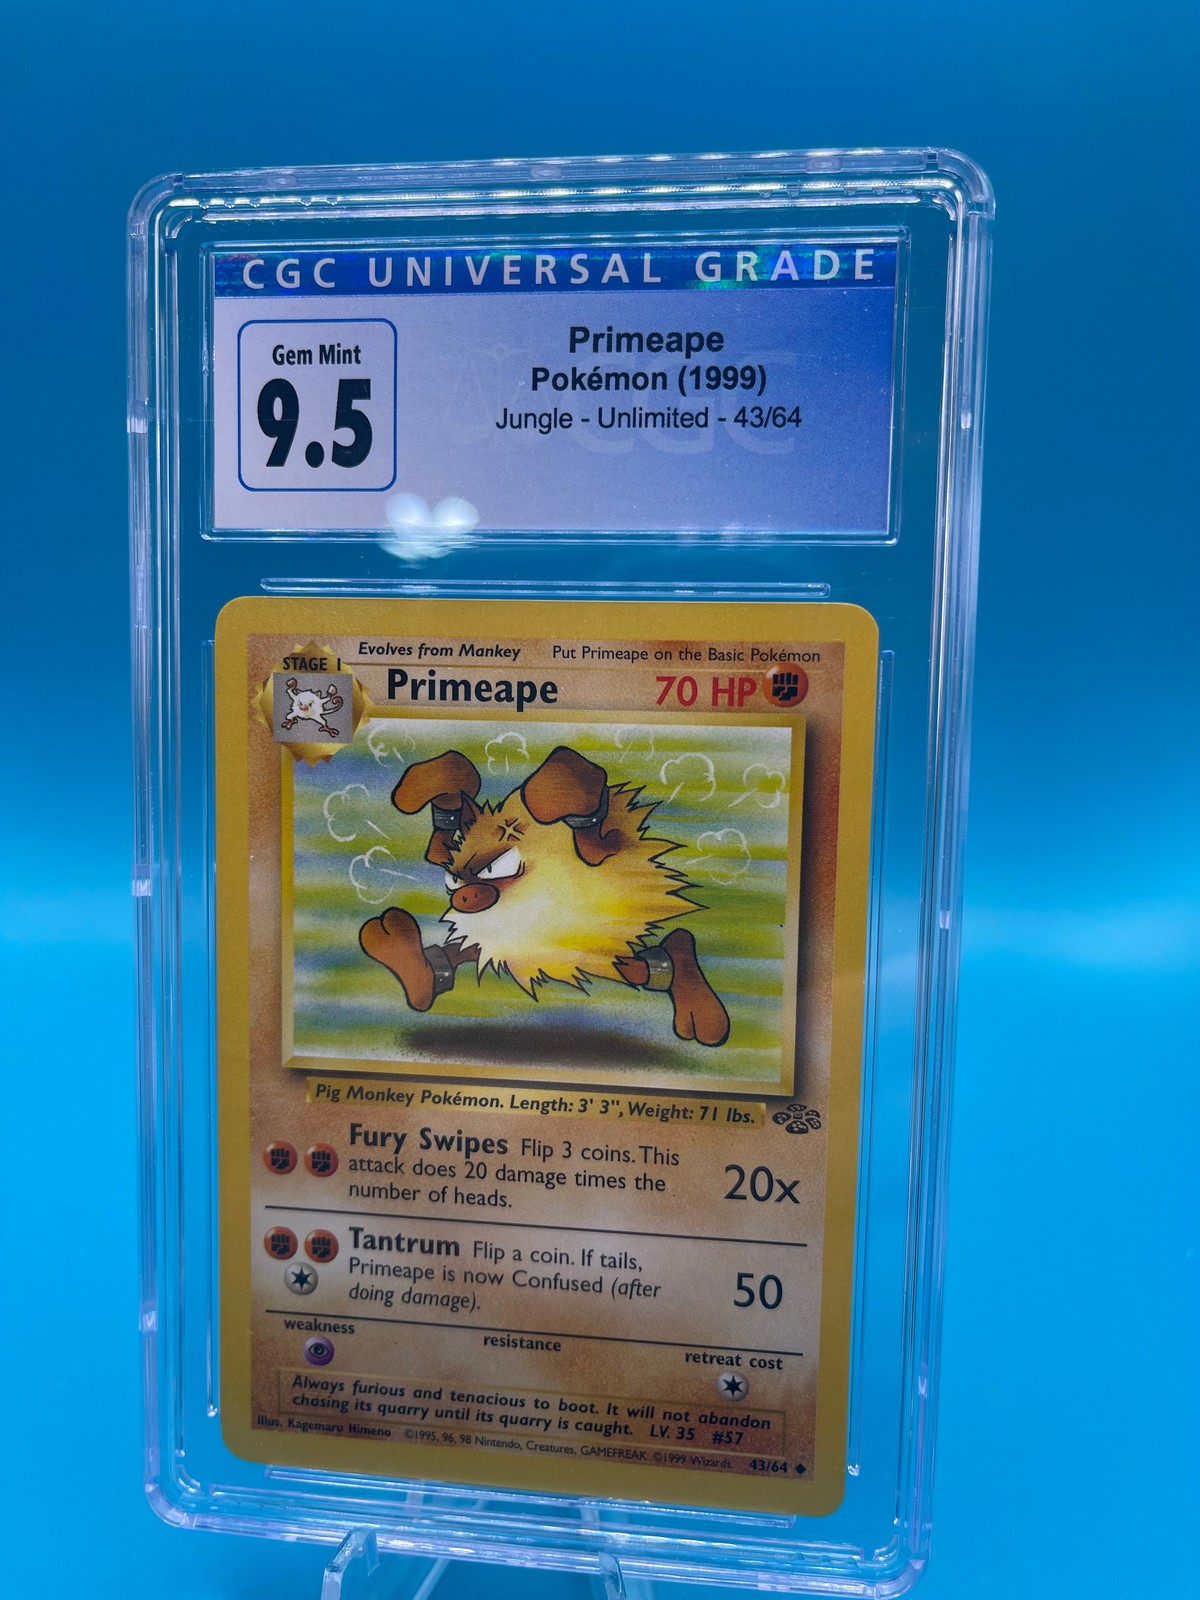 CGC UNIVERSAL GRADE
Gem Mint
9.5
Primeape
Pokémon (1999)
Jungle - Unlimited - 43/64
CGC
STAGE 1
Evolves from Mankey
Put Primeape on the Basic Pokémon
Primeape
70 HP
Pig Monkey Pokémon. Length: 3' 3", Weight: 71 lbs.
Fury Swipes Flip 3 coins. This
attack does 20 damage times the
number of heads.
20x
Tantrum Flip a coin. If tails,
Primeape is now Confused (after
doing damage).
50
weakness
resistance
retreat cost
Always furious and tenacious to boot. It will not abandon
chasing its quarry until its quarry is caught. LV. 35 #57
Illus. Kagemaru Himeno ©1995, 96, 98 Nintendo, Creatures, GAMEFREAK. ©1999 Wizards. 43/64